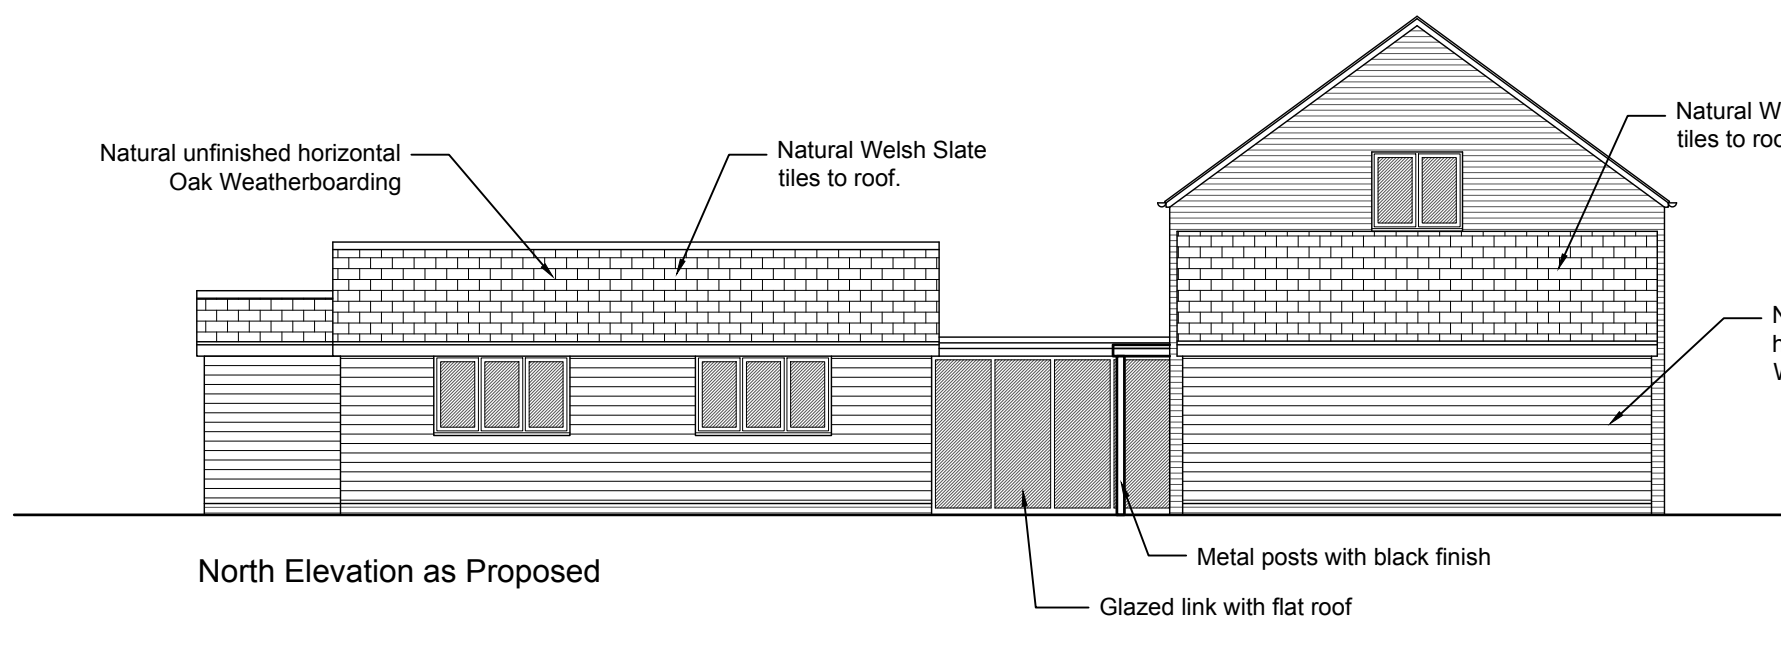 Natural unfinished horizontal
Oak Weatherboarding
Natural Welsh Slate
tiles to roof.
Natural
tiles to
Metal posts with black finish
Glazed link with flat roof
North Elevation as Proposed